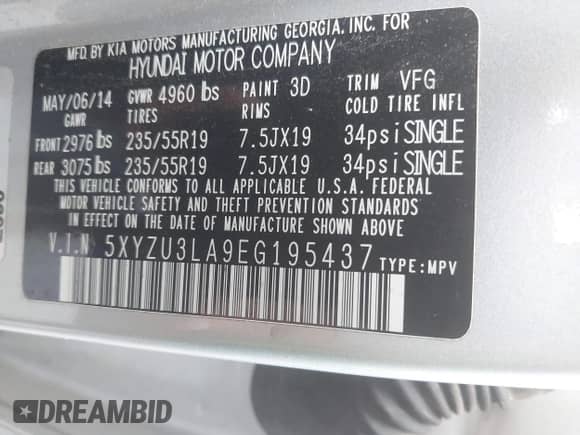 MFD.BY KIA MOTORS MANUFACTURING GEORGIA.INC.FOR
HYUNDAI MOTOR COMPANY
MAY/06/14 GVWR 4960 lbs PAINT 3D TRIM VFG
GAWR TIRES RIMS COLD TIRE INFL
FRONT 2976 lbs 235/55R19 7.5JX19 34psi SINGLE
REAR 3075 lbs 235/55R19 7.5JX19 34psi SINGLE
THIS VEHICLE CONFORMS TO ALL APPLICABLE U.S.A. FEDERAL
MOTOR VEHICLE SAFETY AND THEFT PREVENTION STANDARDS
IN EFFECT ON THE DATE OF MANUFACTURE SHOWN ABOVE
V.I.N 5XYZU3LA9EG195437 TYPE:MPV
DREAMBID